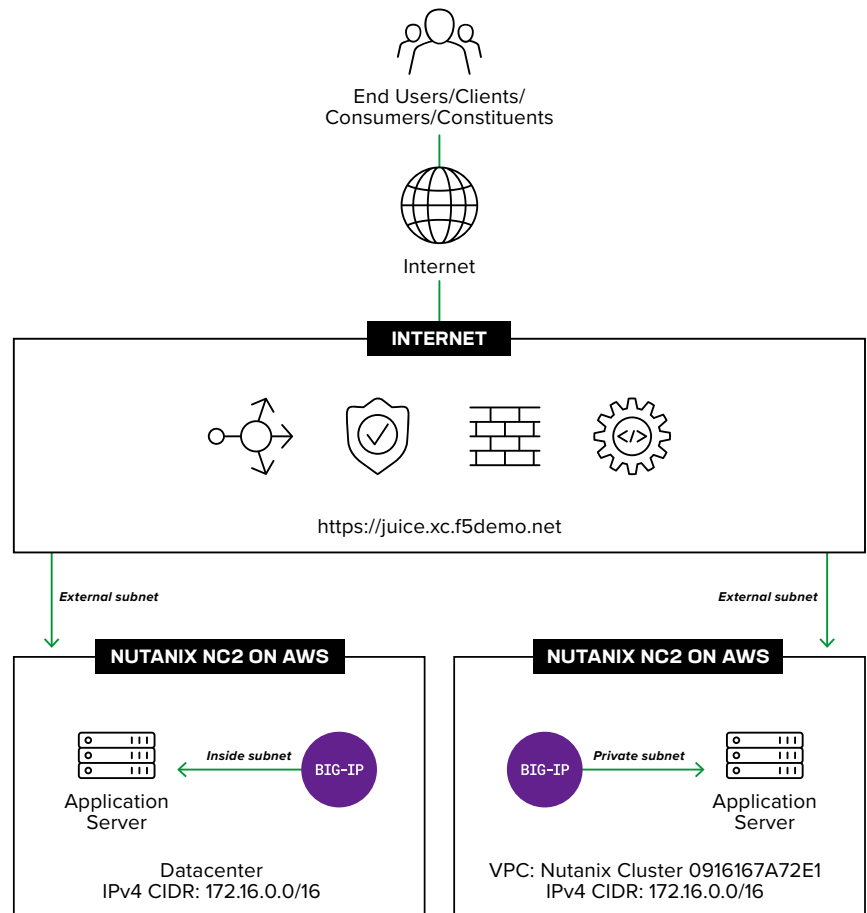 End Users/Clients/
Consumers/Constituents
Internet
INTERNET
</>
https://juice.xc.f5demo.net
External subnet
External subnet
NUTANIX NC2 ON AWS
NUTANIX NC2 ON AWS
Inside subnet
BIG-IP
BIG-IP
Private subnet
Application
Server
Application
Server
Datacenter
IPv4 CIDR: 172.16.0.0/16
VPC: Nutanix Cluster 0916167A72E1
IPv4 CIDR: 172.16.0.0/16